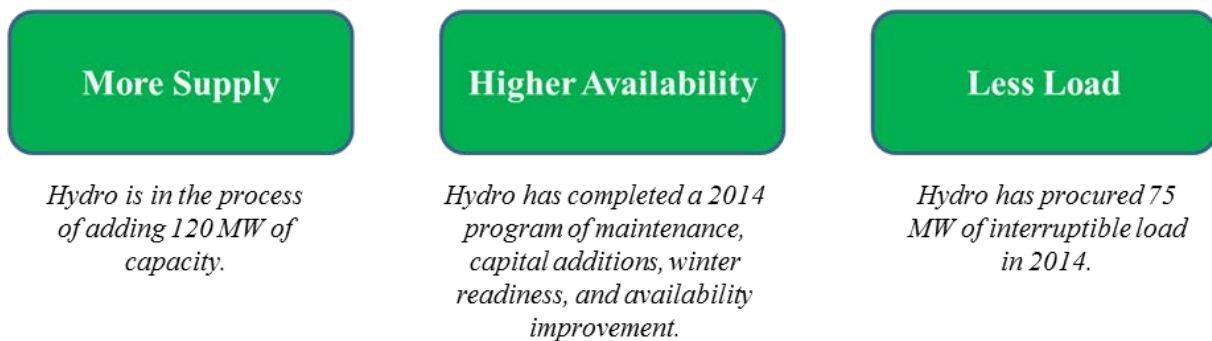 More Supply
Higher Availability
Less Load
Hydro is in the process
of adding 120 MW of
capacity.
Hydro has completed a 2014
program of maintenance,
capital additions, winter
readiness, and availability
improvement.
Hydro has procured 75
MW of interruptible load
in 2014.